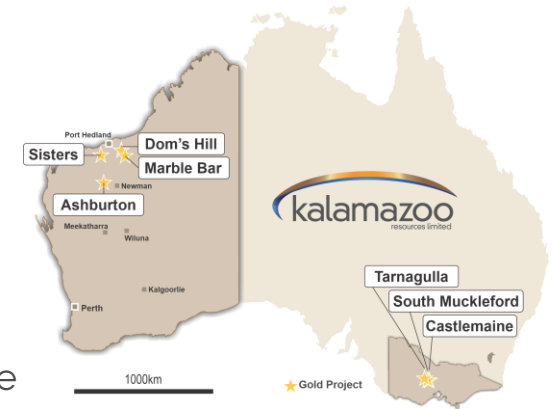 Port Hedland
Dom's Hill
Sisters
Marble Bar
Newman
Ashburton
Meekatharra
Wiluna
kalamazoo
resources limited
Kalgoorlie
Perth
Tarnagulla
South Muckleford
Castlemaine
1000km
Gold Project
e